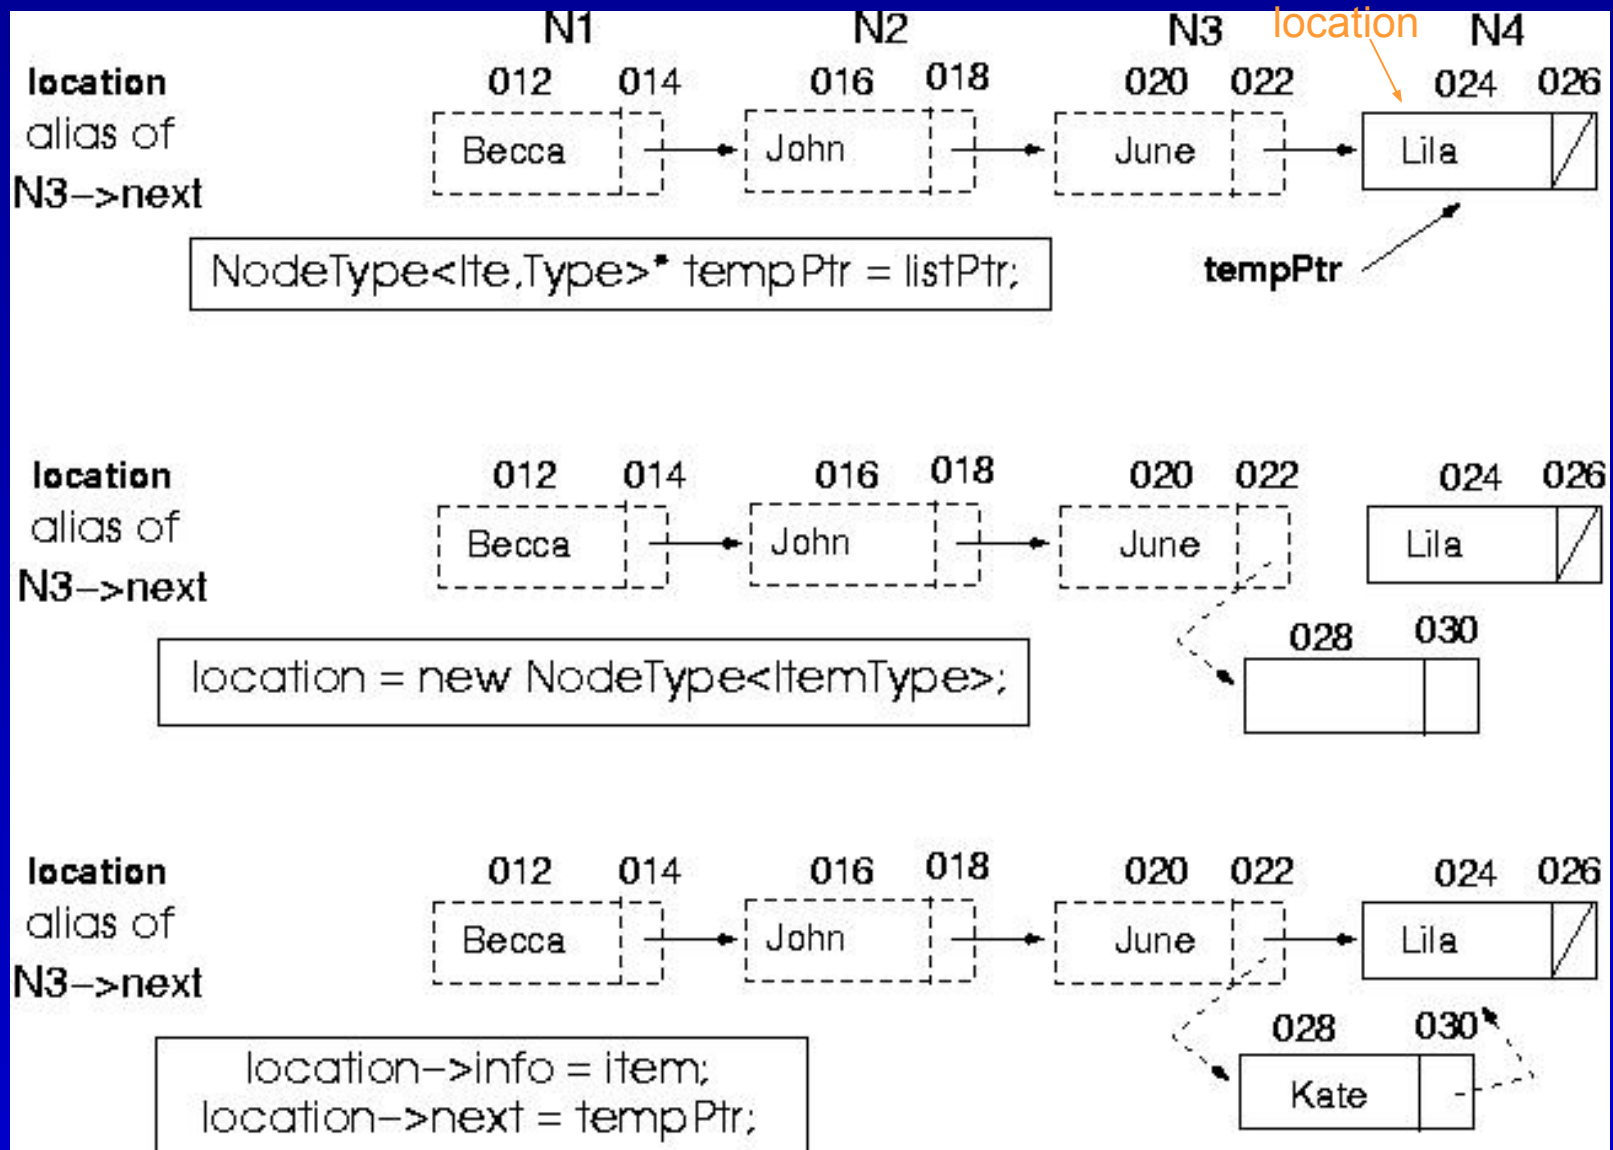 N1 N2 N3 location N4
location 012 014 016 018 020 022 024 026
alias of Becca John June Lila
N3->next
NodeType<Ite,Type>* tempPtr = listPtr; tempPtr
location 012 014 016 018 020 022 024 026
alias of Becca John June Lila
N3->next
028 030
location = new NodeType<ItemType>;
location 012 014 016 018 020 022 024 026
alias of Becca John June Lila
N3->next
028 030
Kate
location->info = item;
location->next = tempPtr;